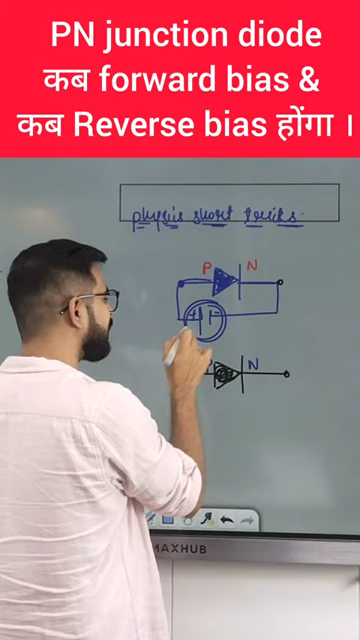 PN junction diode
कब forward bias &
कब Reverse bias होंगा ।
physics short tricks.
P N
+ -
N
MAXHUB